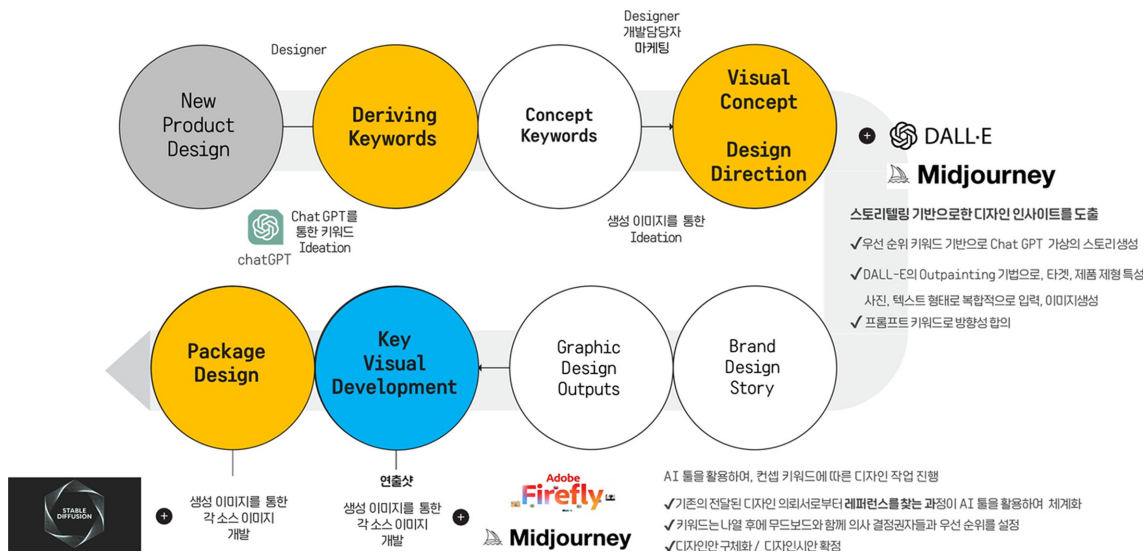 Designer
Designer
개발담당자
마케팅
New
Product
Design
Deriving
Keywords
Concept
Keywords
Visual
Concept
Design
Direction
+
DALL·E
Midjourney
chatGPT
Chat GPT를
통한 키워드
Ideation
생성 이미지를 통한
Ideation
스토리텔링 기반으로한 디자인 인사이트를 도출
✓우선 순위 키워드 기반으로 Chat GPT 가상의 스토리생성
✓DALL-E의 Outpainting 기법으로, 타겟, 제품 제형 특성
사진, 텍스트 형태로 복합적으로 입력, 이미지생성
✓프롬프트 키워드로 방향성 합의
Package
Design
Key
Visual
Development
Graphic
Design
Outputs
Brand
Design
Story
STABLE
DIFFUSION
+
생성 이미지를 통한
각 소스 이미지
개발
연출샷
생성 이미지를 통한
각 소스 이미지
개발
+
Adobe
Firefly
Midjourney
AI 툴을 활용하여, 컨셉 키워드에 따른 디자인 작업 진행
✓기존의 전달된 디자인 의뢰서로부터 레퍼런스를 찾는 과정이 AI 툴을 활용하여 체계화
✓키워드는 나열 후에 무드보드와 함께 의사 결정권자들과 우선 순위를 설정
✓디자인안 구체화 / 디자인시안 확정